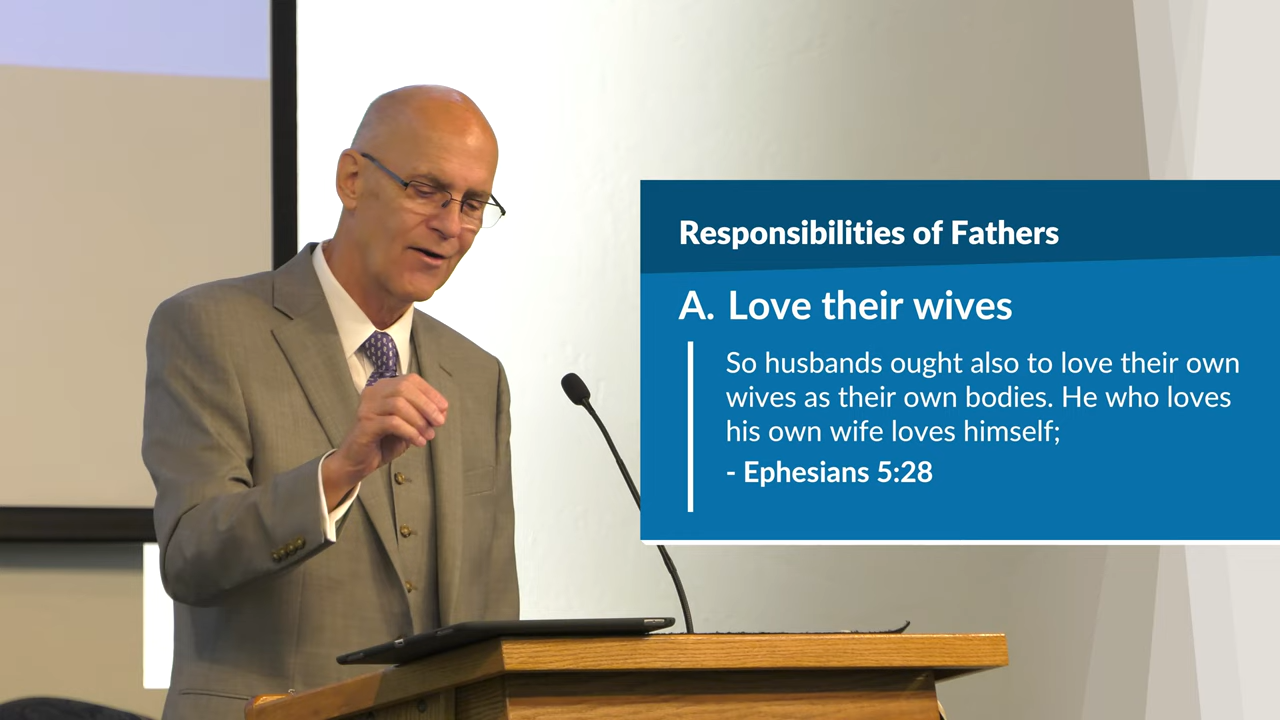 Responsibilities of Fathers
A. Love their wives
So husbands ought also to love their own
wives as their own bodies. He who loves
his own wife loves himself;
- Ephesians 5:28